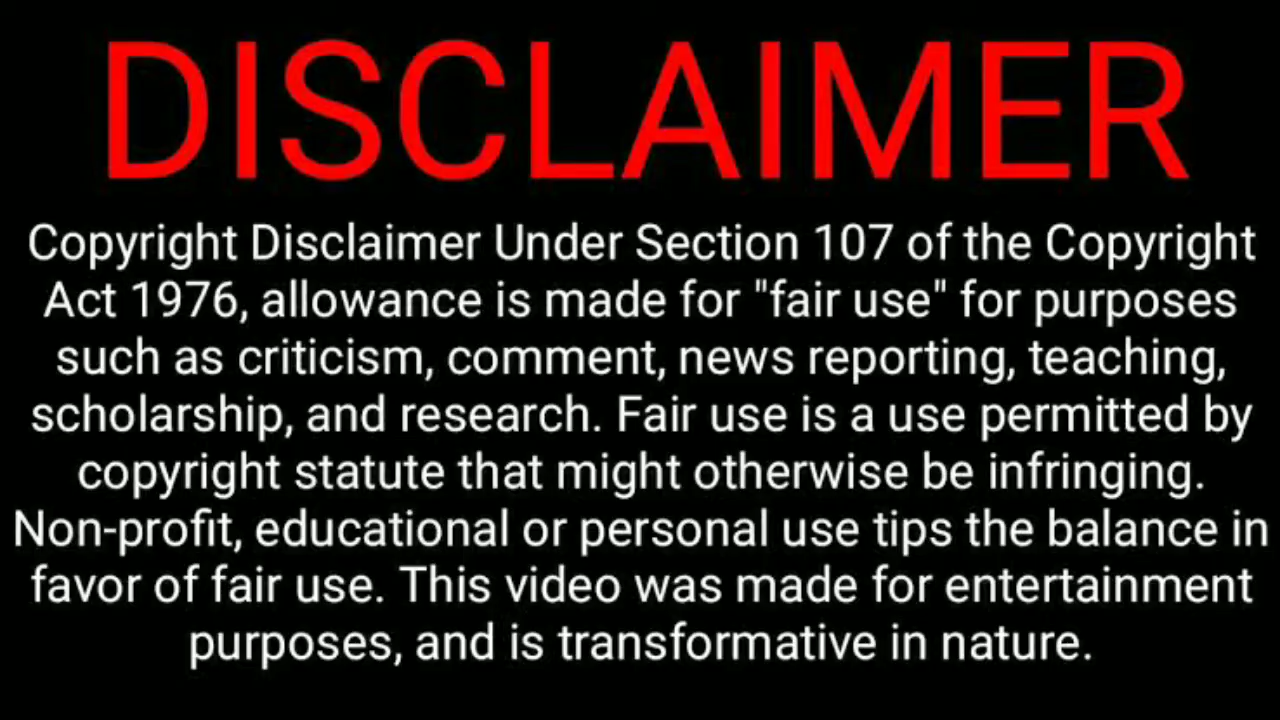 DISCLAIMER
Copyright Disclaimer Under Section 107 of the Copyright
Act 1976, allowance is made for "fair use" for purposes
such as criticism, comment, news reporting, teaching,
scholarship, and research. Fair use is a use permitted by
copyright statute that might otherwise be infringing.
Non-profit, educational or personal use tips the balance in
favor of fair use. This video was made for entertainment
purposes, and is transformative in nature.